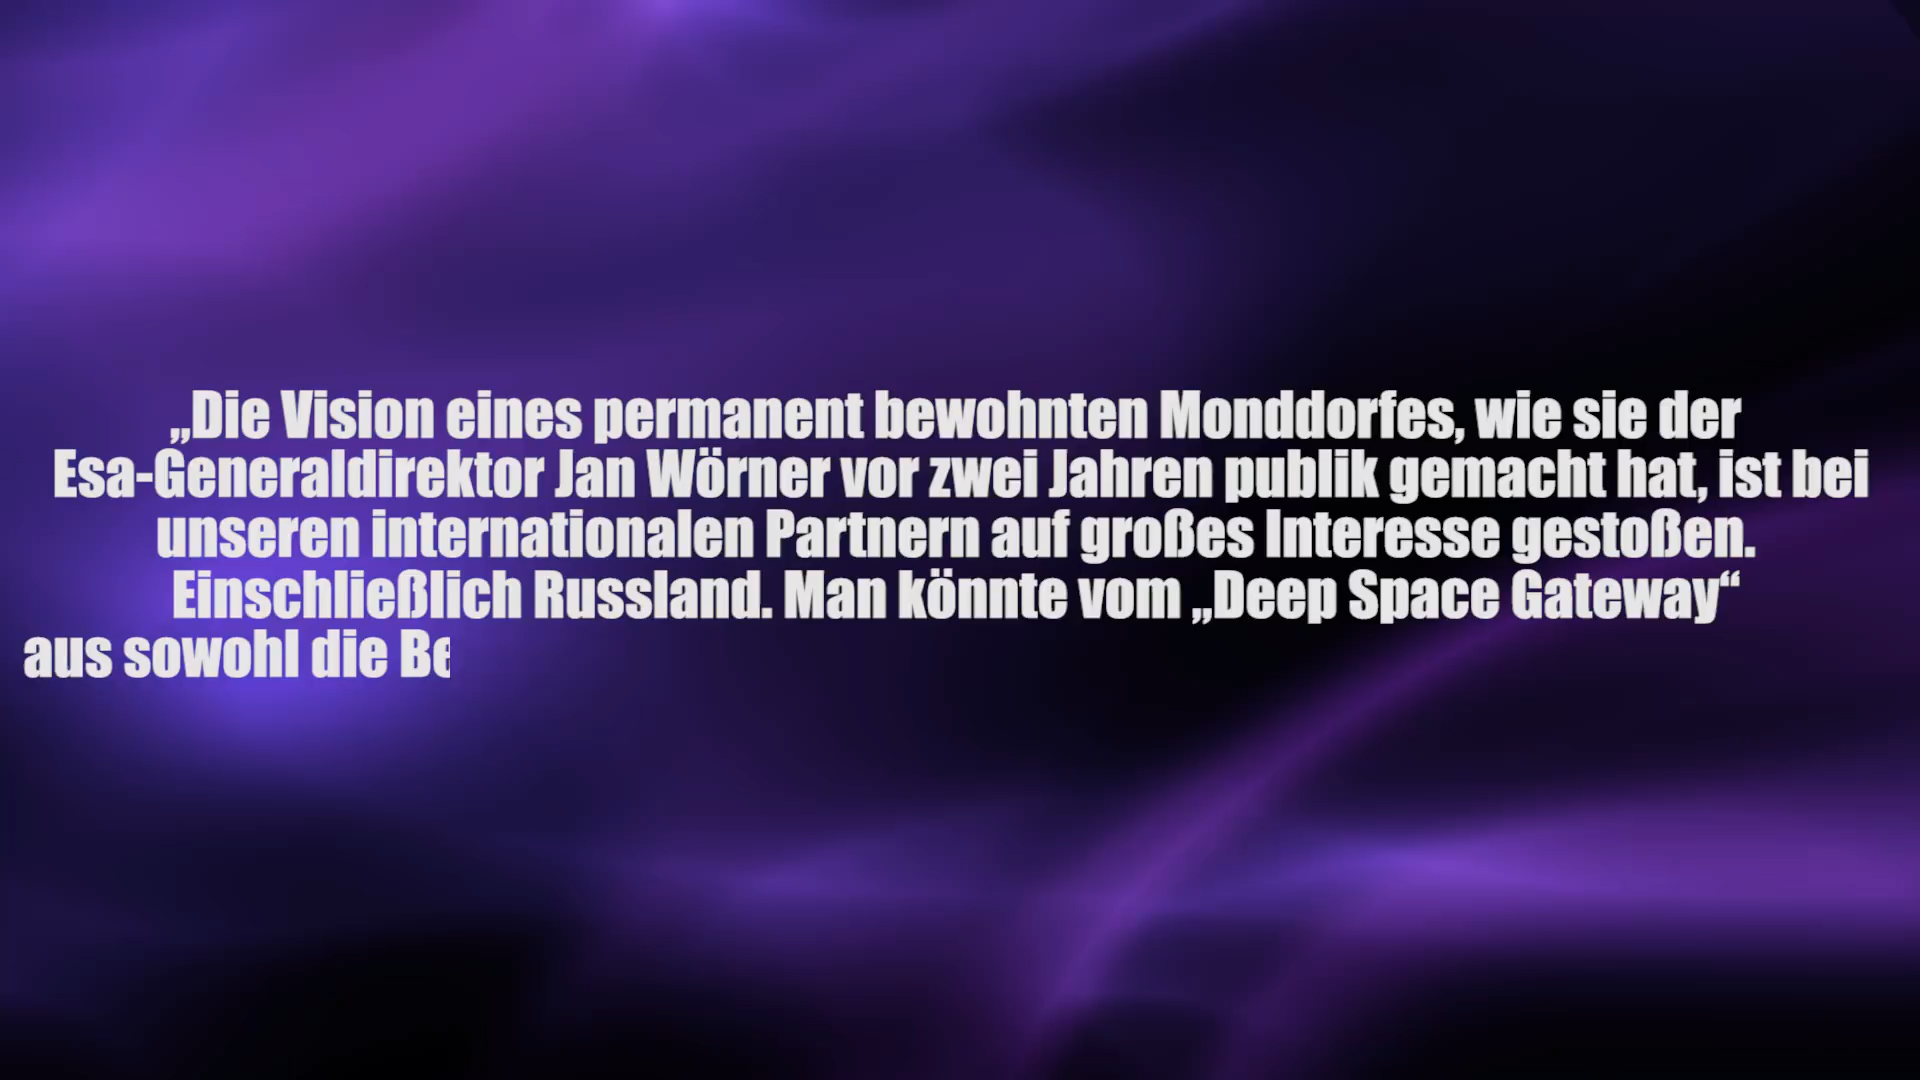 „Die Vision eines permanent bewohnten Monddorfes, wie sie der
Esa-Generaldirektor Jan Wörner vor zwei Jahren publik gemacht hat, ist bei
unseren internationalen Partnern auf großes Interesse gestoßen.
Einschließlich Russland. Man könnte vom „Deep Space Gateway“
aus sowohl die